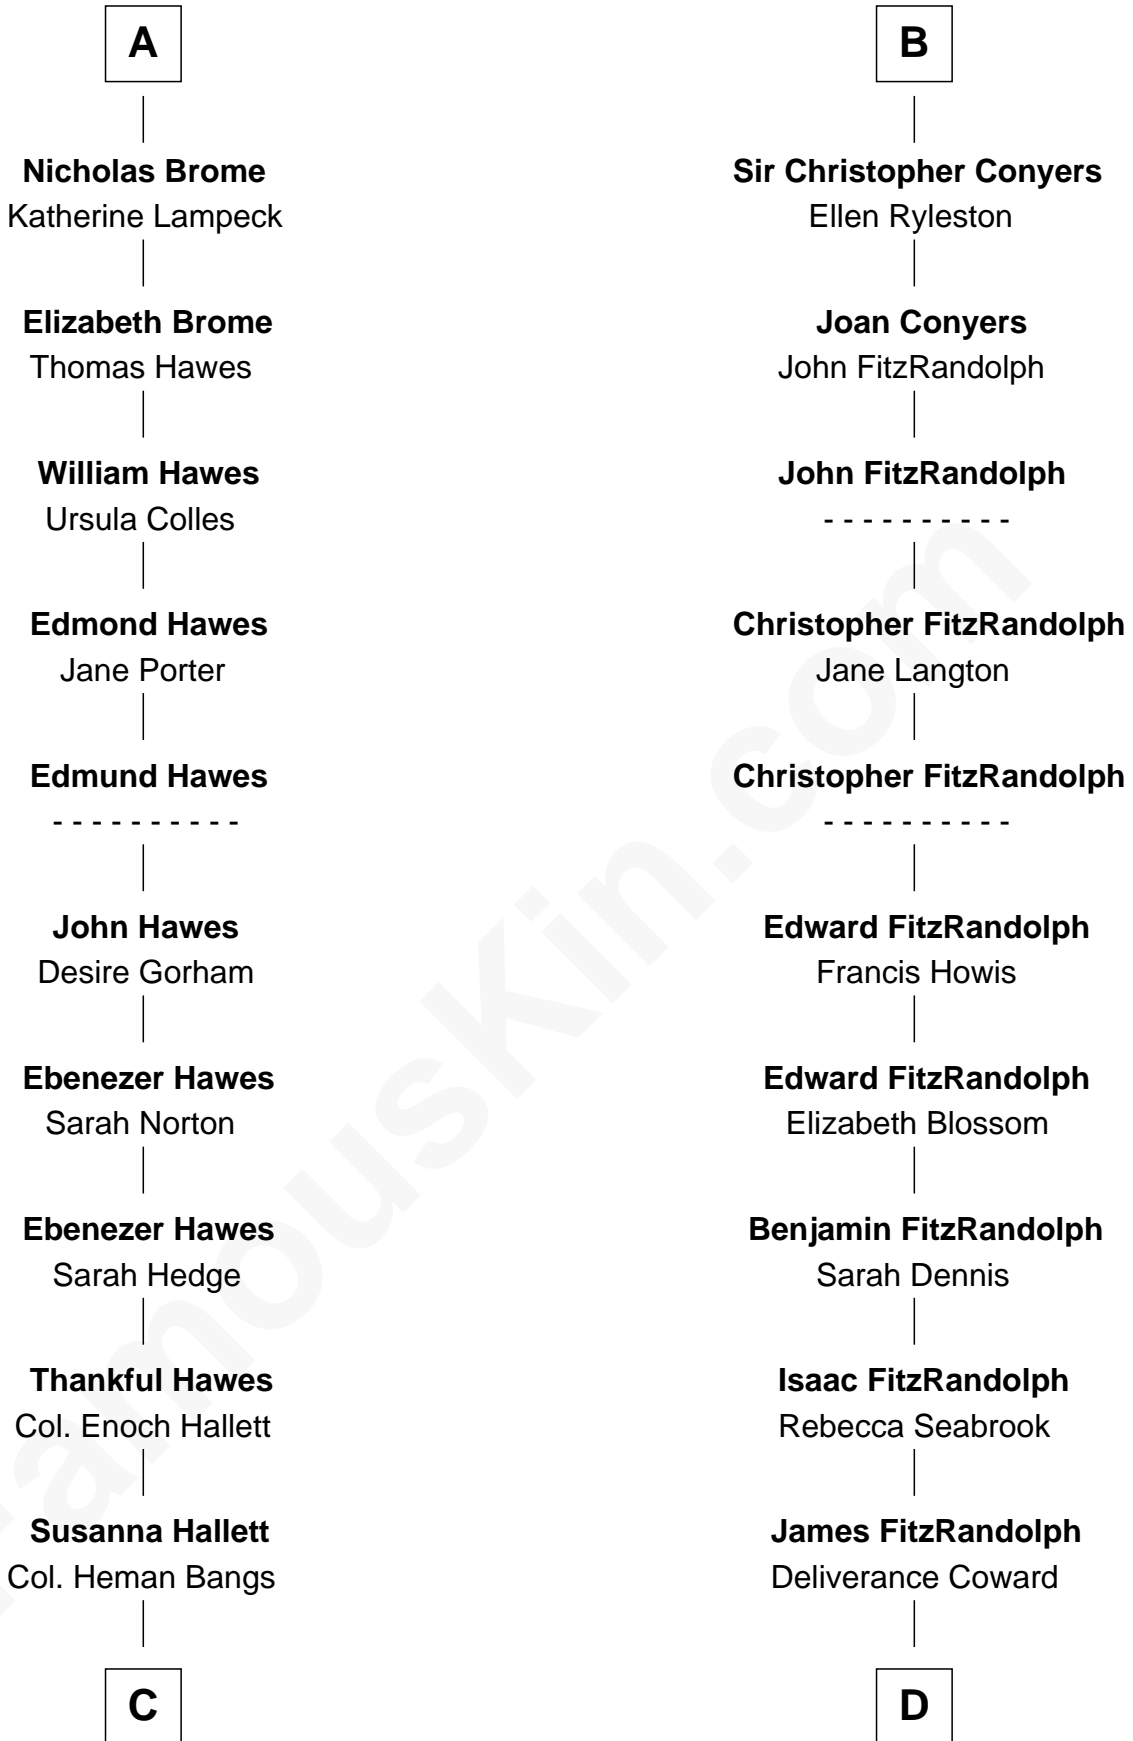 A
Nicholas Brome
Katherine Lampeck
Elizabeth Brome
Thomas Hawes
William Hawes
Ursula Colles
Edmond Hawes
Jane Porter
Edmund Hawes
- - - - - - - - - -
John Hawes
Desire Gorham
Ebenezer Hawes
Sarah Norton
Ebenezer Hawes
Sarah Hedge
Thankful Hawes
Col. Enoch Hallett
Susanna Hallett
Col. Heman Bangs
C
B
Sir Christopher Conyers
Ellen Ryleston
Joan Conyers
John FitzRandolph
John FitzRandolph
- - - - - - - - - -
Christopher FitzRandolph
Jane Langton
Christopher FitzRandolph
- - - - - - - - - -
Edward FitzRandolph
Francis Howis
Edward FitzRandolph
Elizabeth Blossom
Benjamin FitzRandolph
Sarah Dennis
Isaac FitzRandolph
Rebecca Seabrook
James FitzRandolph
Deliverance Coward
D
FamousKin.com